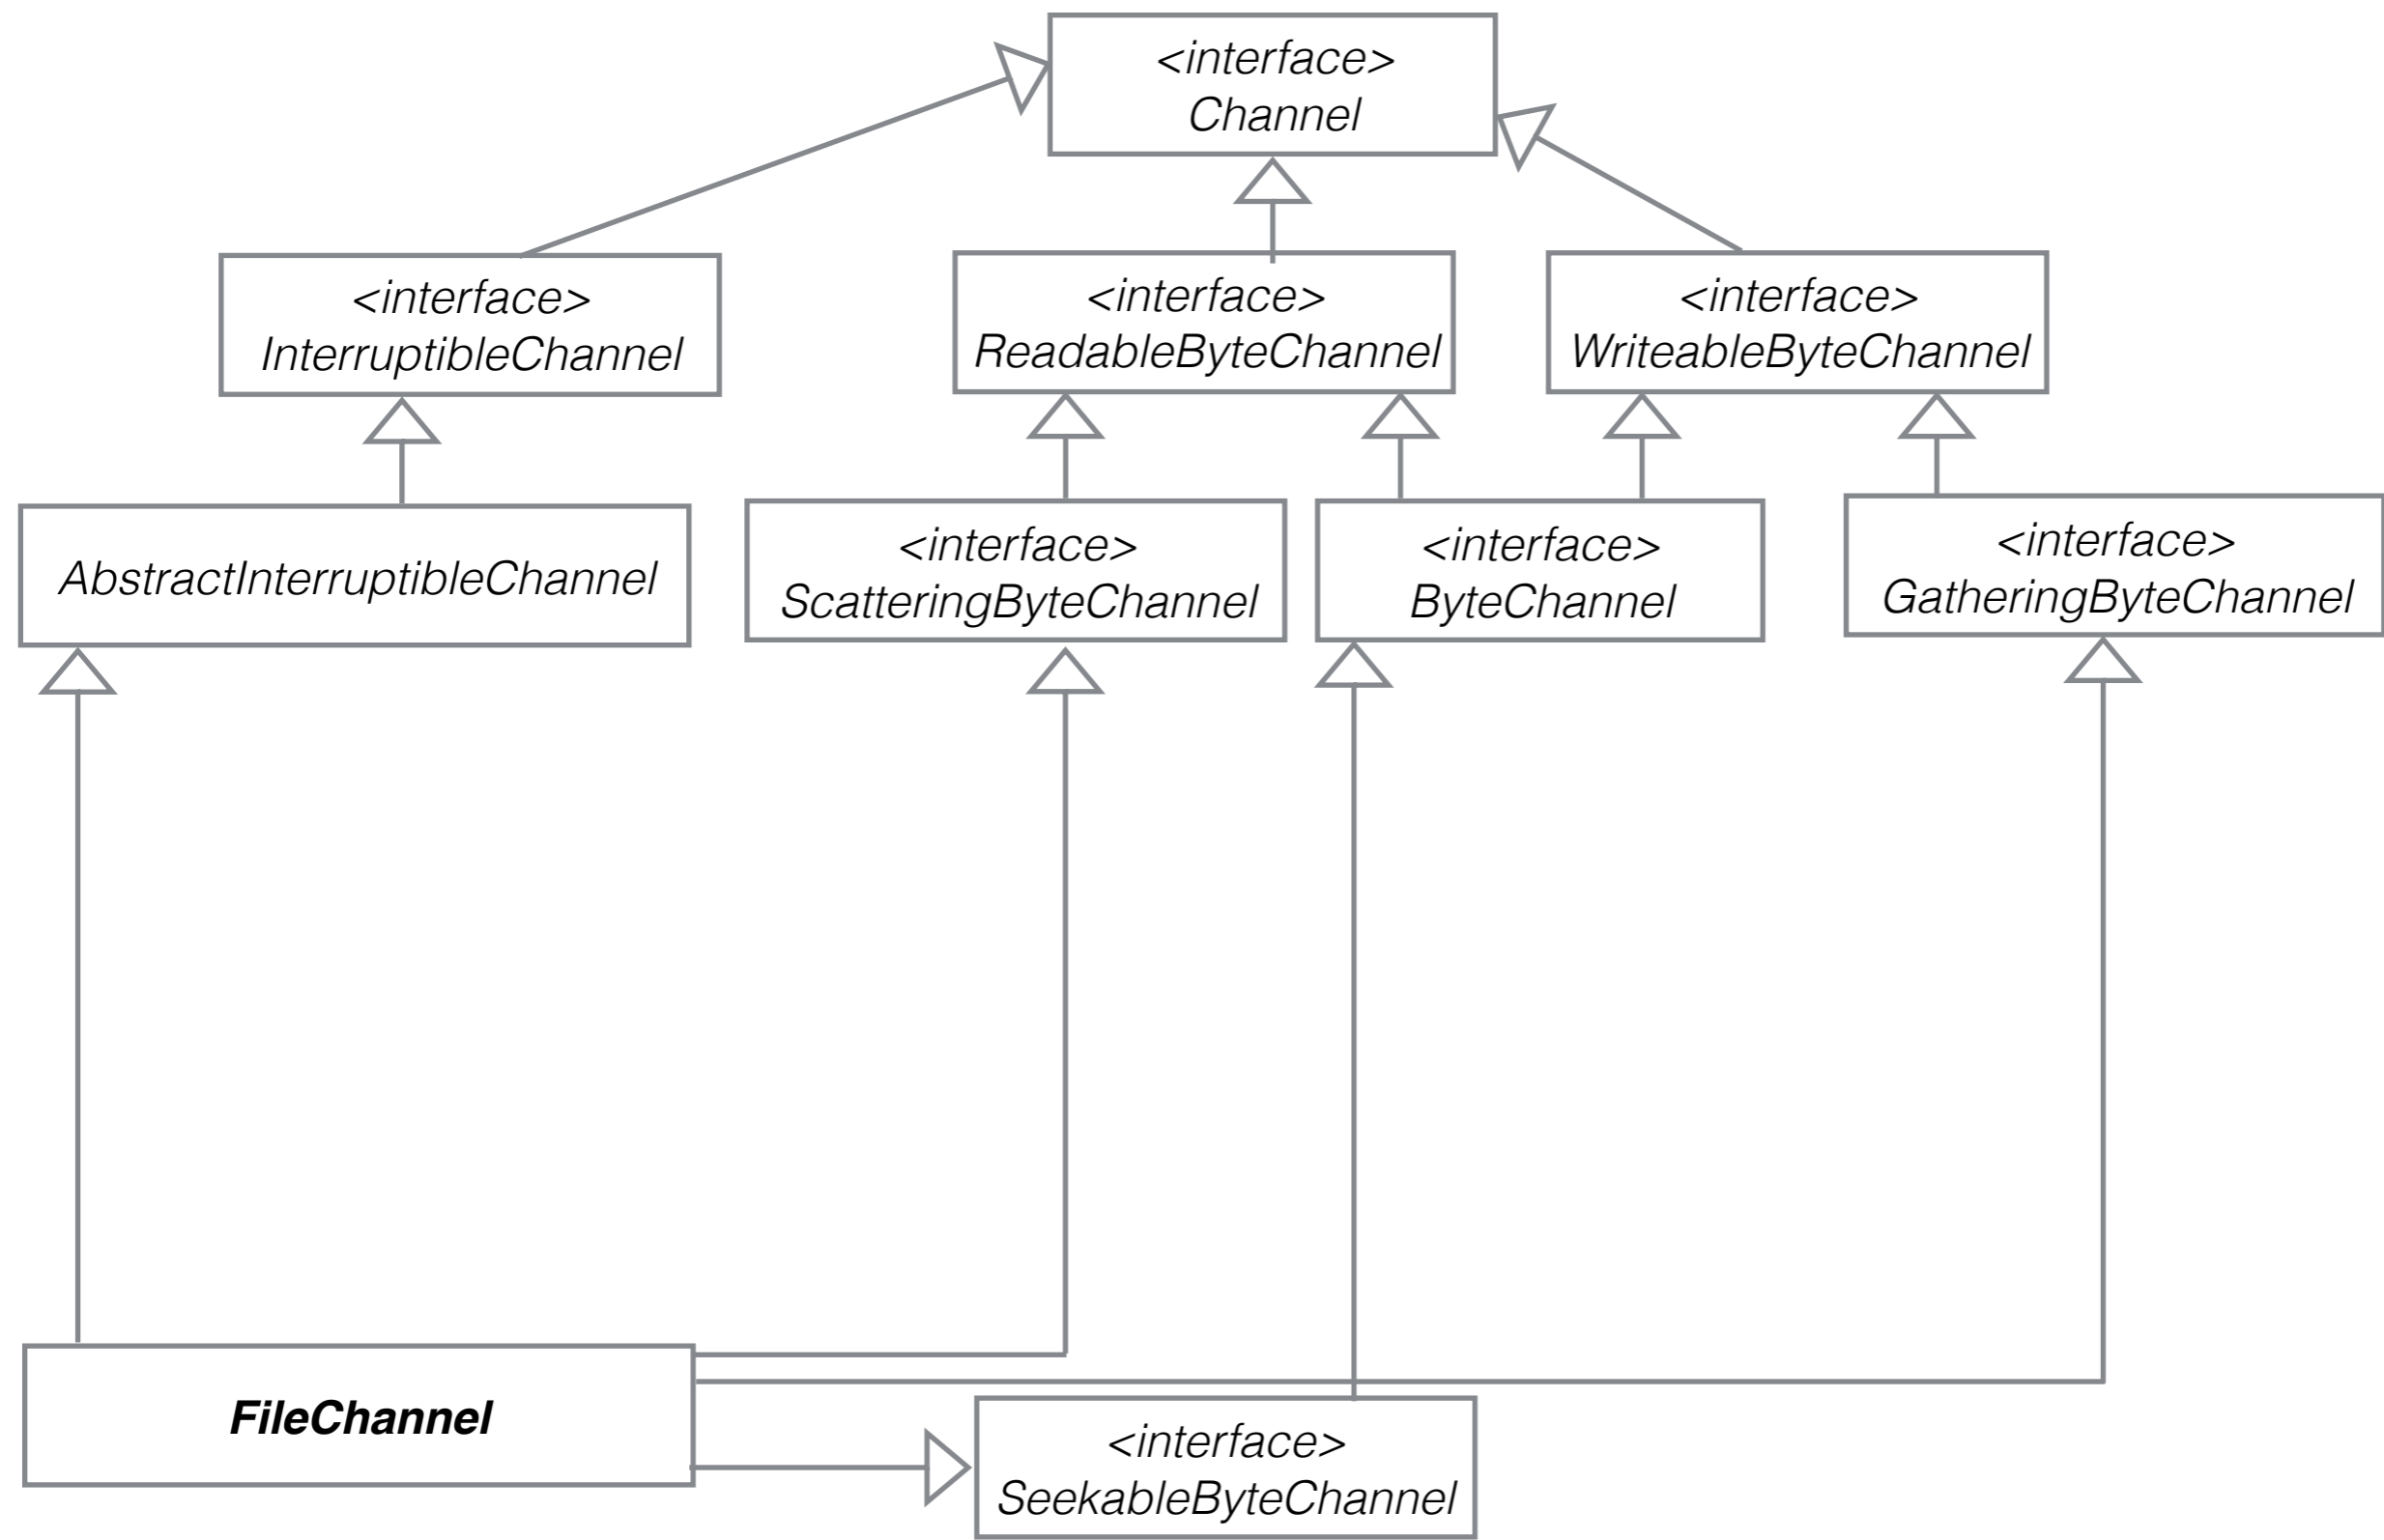 <interface>
Channel
<interface>
InterruptibleChannel
<interface>
ReadableByteChannel
<interface>
WriteableByteChannel
AbstractInterruptibleChannel
<interface>
ScatteringByteChannel
<interface>
ByteChannel
<interface>
GatheringByteChannel
FileChannel
<interface>
SeekableByteChannel